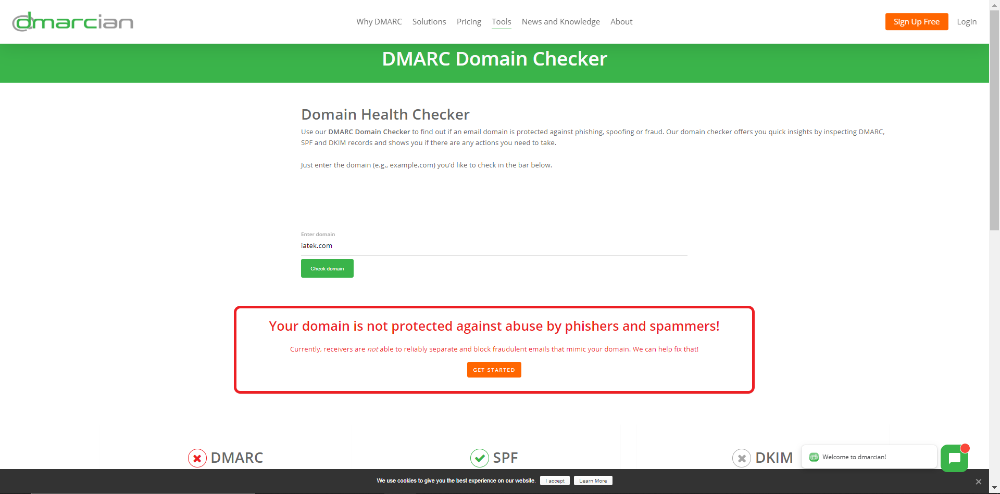 dmarcian
Why DMARC Solutions Pricing Tools News and Knowledge About
Sign Up Free Login
DMARC Domain Checker
Domain Health Checker
Use our DMARC Domain Checker to find out if an email domain is protected against phishing, spoofing or fraud. Our domain checker offers you quick insights by inspecting DMARC,
SPF and DKIM records and shows you if there are any actions you need to take.
Just enter the domain (e.g., example.com) you’d like to check in the bar below.
Enter domain
iatek.com
Check domain
Your domain is not protected against abuse by phishers and spammers!
Currently, receivers are not able to reliably separate and block fraudulent emails that mimic your domain. We can help fix that!
GET STARTED
DMARC
SPF
DKIM
Welcome to dmarcian!
We use cookies to give you the best experience on our website. I accept Learn More